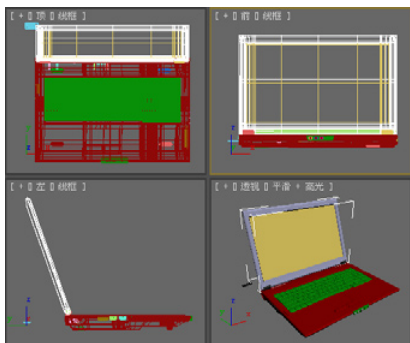 [ + 顶 线框 ]
[ + 前 线框 ]
[ + 左 线框 ]
[ + 透视 平滑 + 高光 ]